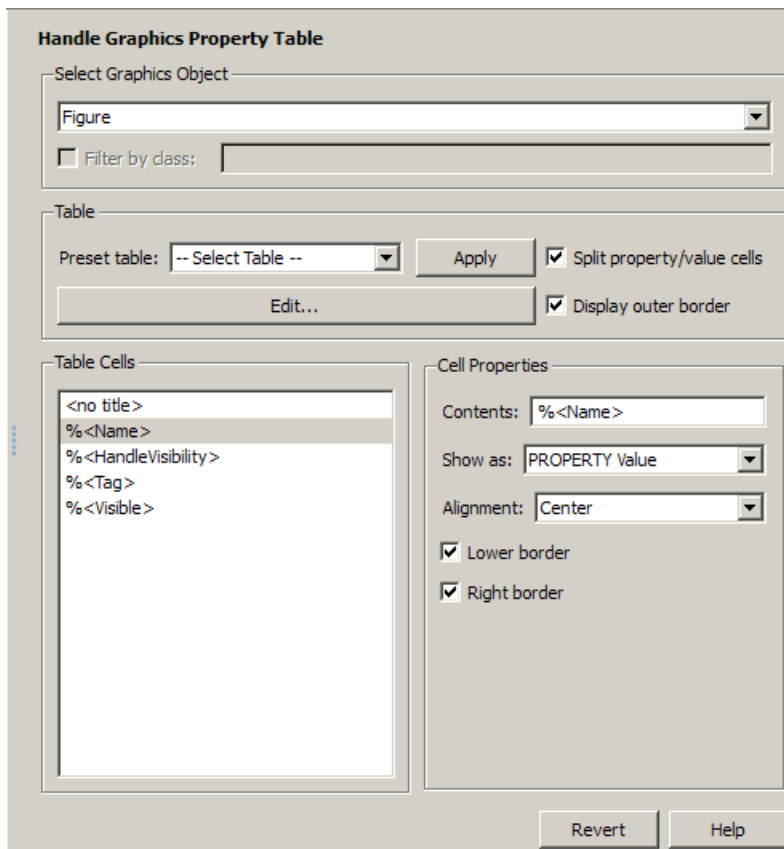 Handle Graphics Property Table
Select Graphics Object
Figure
Filter by class:
Table
Preset table: -- Select Table -- Apply Split property/value cells
Edit... Display outer border
Table Cells
<no title>
%<Name>
%<HandleVisibility>
%<Tag>
%<Visible>
Cell Properties
Contents: %<Name>
Show as: PROPERTY Value
Alignment: Center
Lower border
Right border
Revert Help